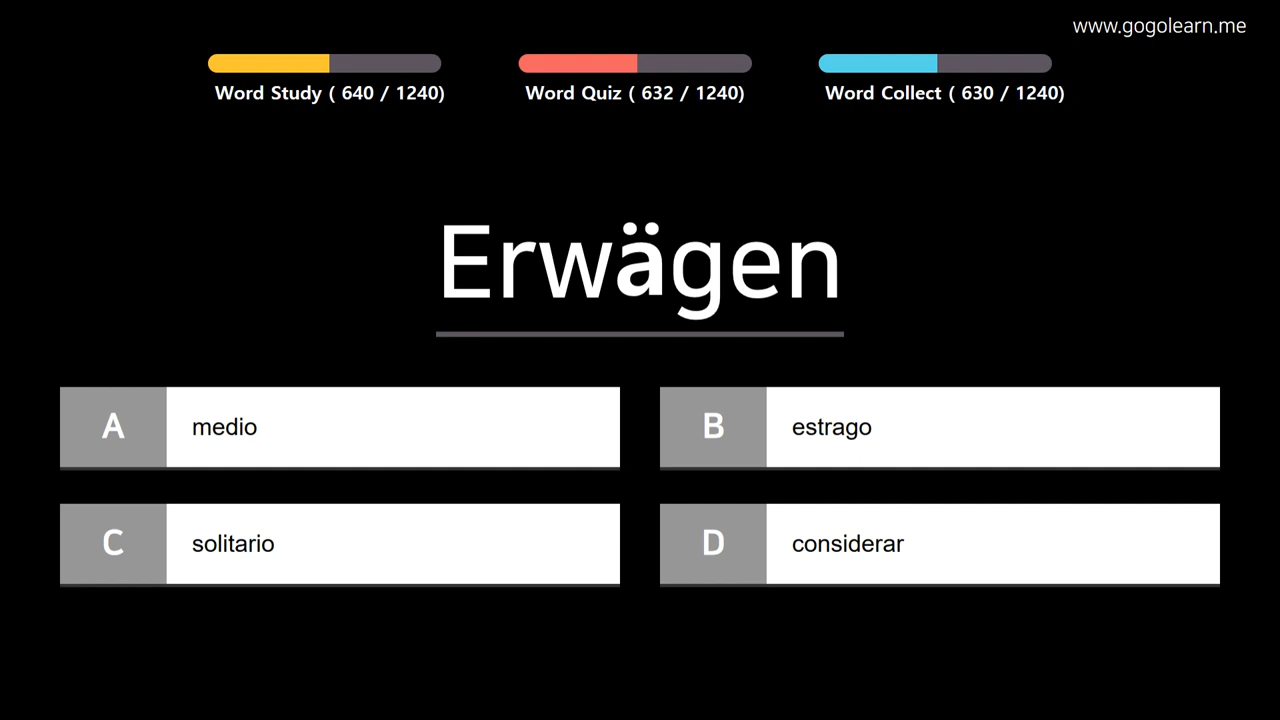 www.gogolearn.me
Word Study ( 640 / 1240)
Word Quiz ( 632 / 1240)
Word Collect ( 630 / 1240)
Erwägen
A medio
B estrago
C solitario
D considerar